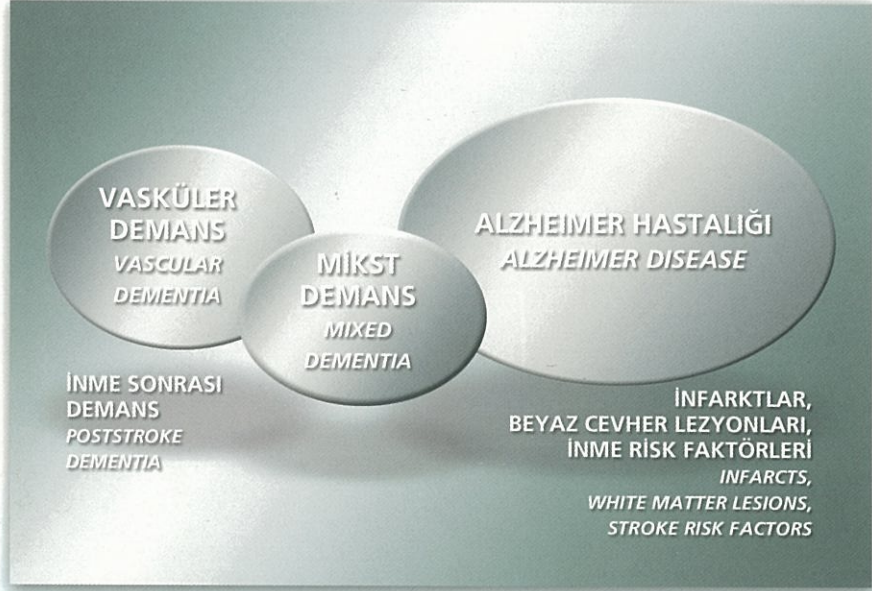 VASKÜLER
DEMANS
VASCULAR
DEMENTIA
MİKST
DEMANS
MIXED
DEMENTIA
ALZHEIMER HASTALIĞI
ALZHEIMER DISEASE
İNME SONRASI
DEMANS
POSTSTROKE
DEMENTIA
İNFARKTLAR,
BEYAZ CEVHER LEZYONLARI,
İNME RİSK FAKTÖRLERİ
INFARCTS,
WHITE MATTER LESIONS,
STROKE RISK FACTORS